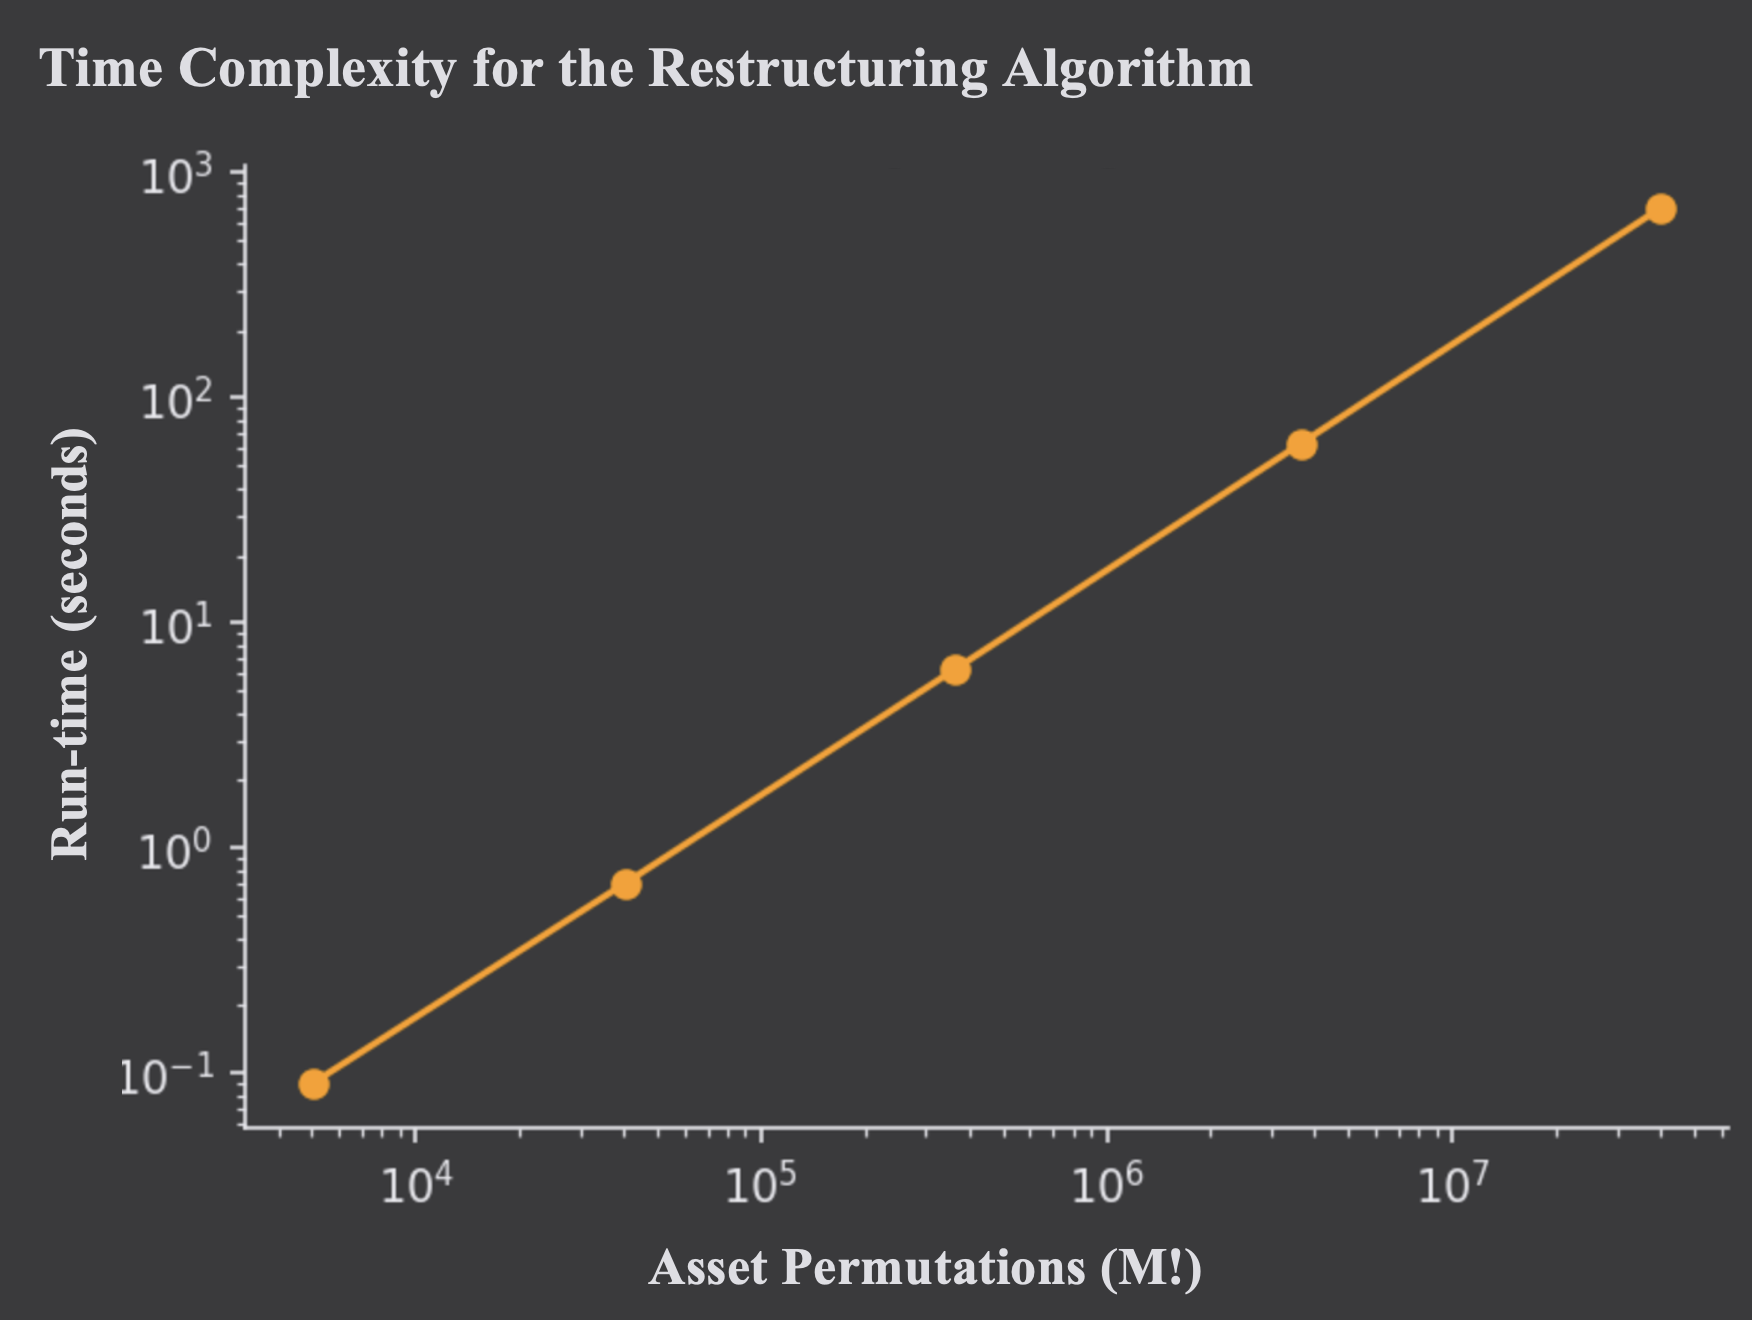 Time Complexity for the Restructuring Algorithm
10³
10²
10¹
10⁰
10⁻¹
Run-time (seconds)
10⁴ 10⁵ 10⁶ 10⁷
Asset Permutations (M!)